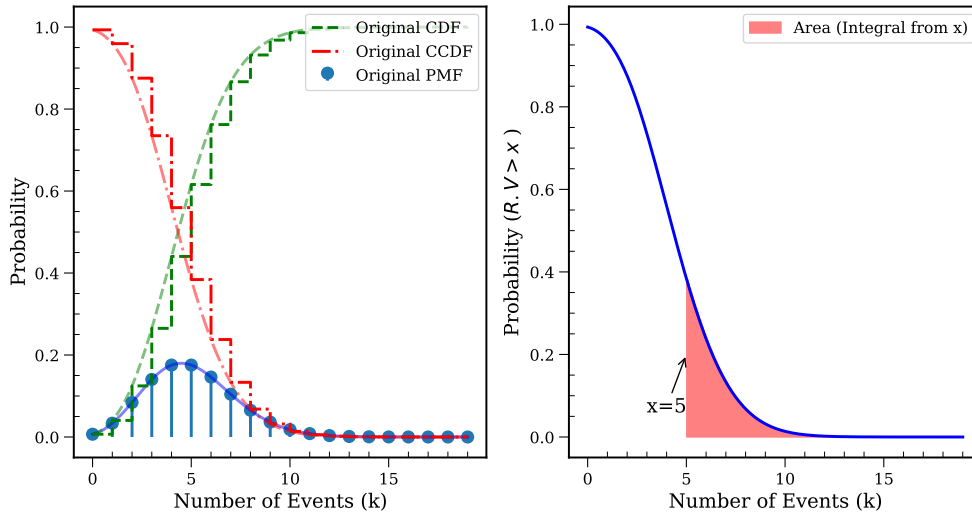 Original CDF
Original CCDF
Original PMF
Probability
1.0
0.8
0.6
0.4
0.2
0.0
0 5 10 15
Number of Events (k)
Area (Integral from x)
Probability (R.V > x)
1.0
0.8
0.6
0.4
0.2
0.0
x=5
0 5 10 15
Number of Events (k)